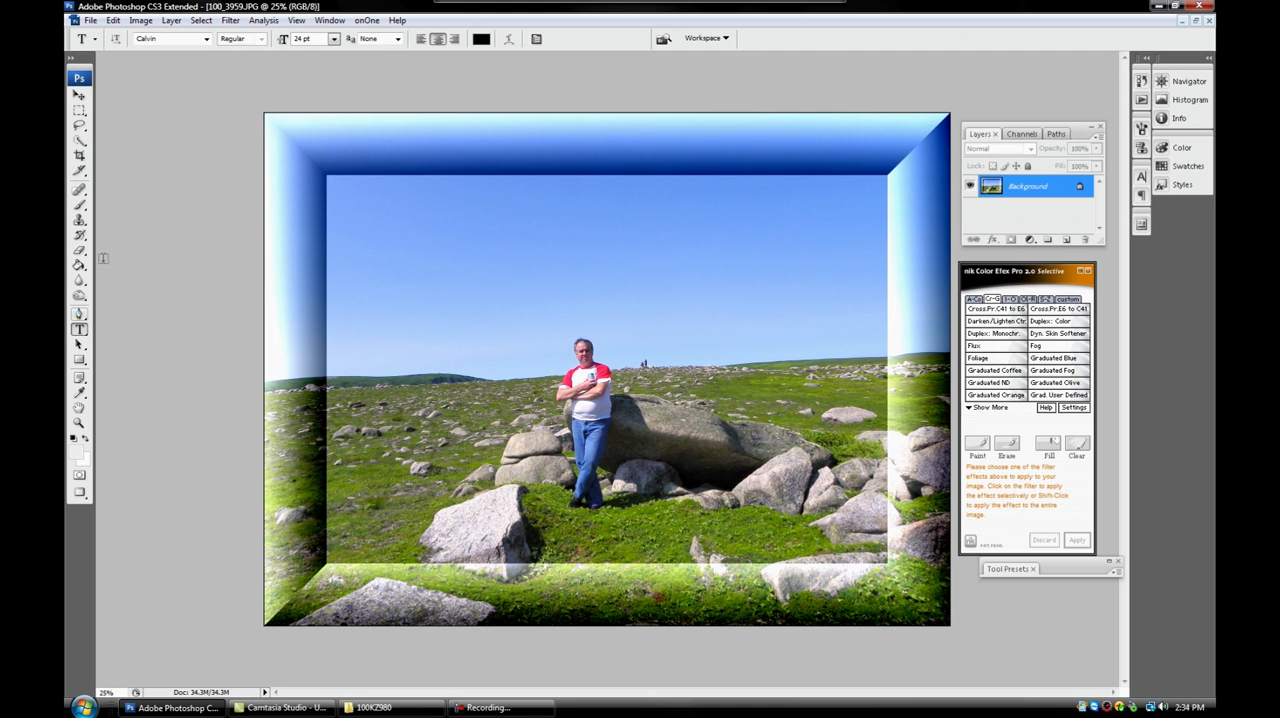 Adobe Photoshop CS3 Extended - [100_3959.JPG @ 25% (RGB/8)]
File Edit Image Layer Select Filter Analysis View Window onOne Help
T Calvin Regular 24 pt None Workspace
Ps
Navigator
Histogram
Info
Color
Swatches
Styles
Layers Channels Paths
Normal Opacity: 100%
Lock: Fill: 100%
Background
nik Color Efex Pro 2.0 Selective
A-Co Cr-G I-O Ol-R S-Z custom
Cross.Pr.C41 to E6 Cross.Pr.E6 to C41
Darken/Lighten Ctr Duplex: Color
Duplex: Monochr. Dyn. Skin Softener
Flux Fog
Foliage Graduated Blue
Graduated Coffee Graduated Fog
Graduated ND Graduated Olive
Graduated Orange Grad. User Defined
Show More Help Settings
Paint Erase Fill Clear
Please choose one of the filter
effects above to apply to your
image. Click on the filter to apply
the effect selectively or Shift-Click
to apply the effect to the entire
image.
nik Discard Apply
Tool Presets
25% Doc: 34.3M/34.3M
Adobe Photoshop C... Camtasia Studio - U... 100KZ980 Recording... 2:34 PM